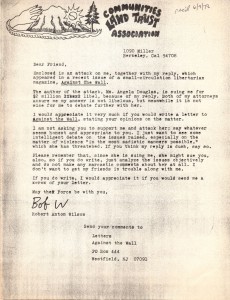 COMMUNITIES
LAND TRUST
ASSOCIATION
1059 Miller
Berkeley, Cal 94708
Dear Friend,
Enclosed is an attack on me, together with my reply, which
appeared in a recent issue of a small-circulation libertarian
magazine, Against the Wall.
The author of the attack, Ms. Angela Douglas, is suing me for
$2 million libel, because of my reply. Both of my attorneys
assure me my answer is not libelous, but meanwhile it is not
wise for me to debate further with her.
I would appreciate it very much if you would write a letter to
Against the Wall, stating your opinions on the matter.
I am not asking you to support me and attack her; say whatever
seems honest and appropriate to you. I just want to see some
intelligent debate on the issues raised, especially on the
matter of violence "in the most sadistic manners possible,"
which she has threatened. If you think my reply is dumb, say so.
Please remember that, since she is suing me, she might sue you,
also, so if you do write, just analyze the issues objectively
and do not make any sarcastic comments about her at all. I
don't want to get my friends in trouble along with me.
If you do write, I would appreciate it if you would send me a
xerox of your letter.
May the Force be with you,
Bob W
Robert Anton Wilson
Send your comments to
Letters
Against the Wall
PO Box 444
Westfield, NJ 07091